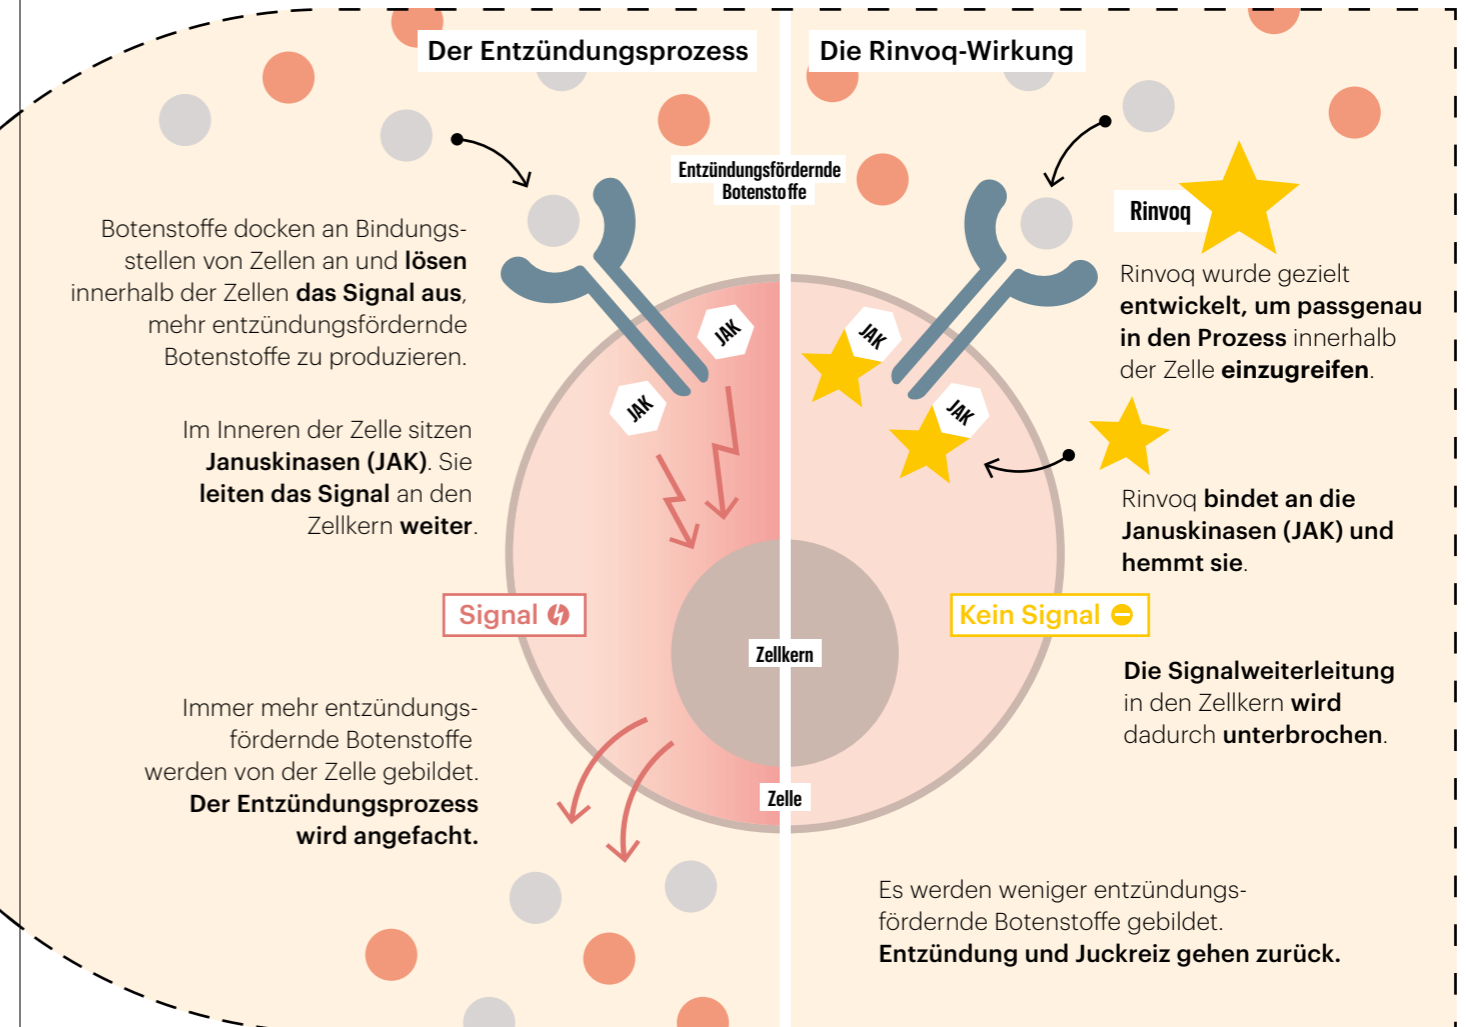 Der Entzündungsprozess
Botenstoffe docken an Bindungs-
stellen von Zellen an und lösen
innerhalb der Zellen das Signal aus,
mehr entzündungsfördernde
Botenstoffe zu produzieren.
Im Inneren der Zelle sitzen
Januskinasen (JAK). Sie
leiten das Signal an den
Zellkern weiter.
JAK
JAK
Signal
Immer mehr entzündungs-
fördernde Botenstoffe
werden von der Zelle gebildet.
Der Entzündungsprozess
wird angefacht.
Entzündungsfördernde
Botenstoffe
Zellkern
Zelle
Die Rinvoq-Wirkung
Rinvoq
Rinvoq wurde gezielt
entwickelt, um passgenau
in den Prozess innerhalb
der Zelle einzugreifen.
JAK
JAK
Rinvoq bindet an die
Januskinasen (JAK) und
hemmt sie.
Kein Signal
Die Signalweiterleitung
in den Zellkern wird
dadurch unterbrochen.
Es werden weniger entzündungs-
fördernde Botenstoffe gebildet.
Entzündung und Juckreiz gehen zurück.